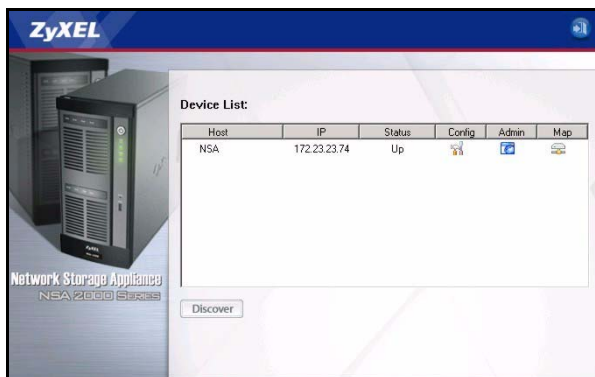 ZyXEL
Device List:
Host IP Status Config Admin Map
NSA 172.23.23.74 Up
Network Storage Appliance
NSA 2000 SERIES
Discover